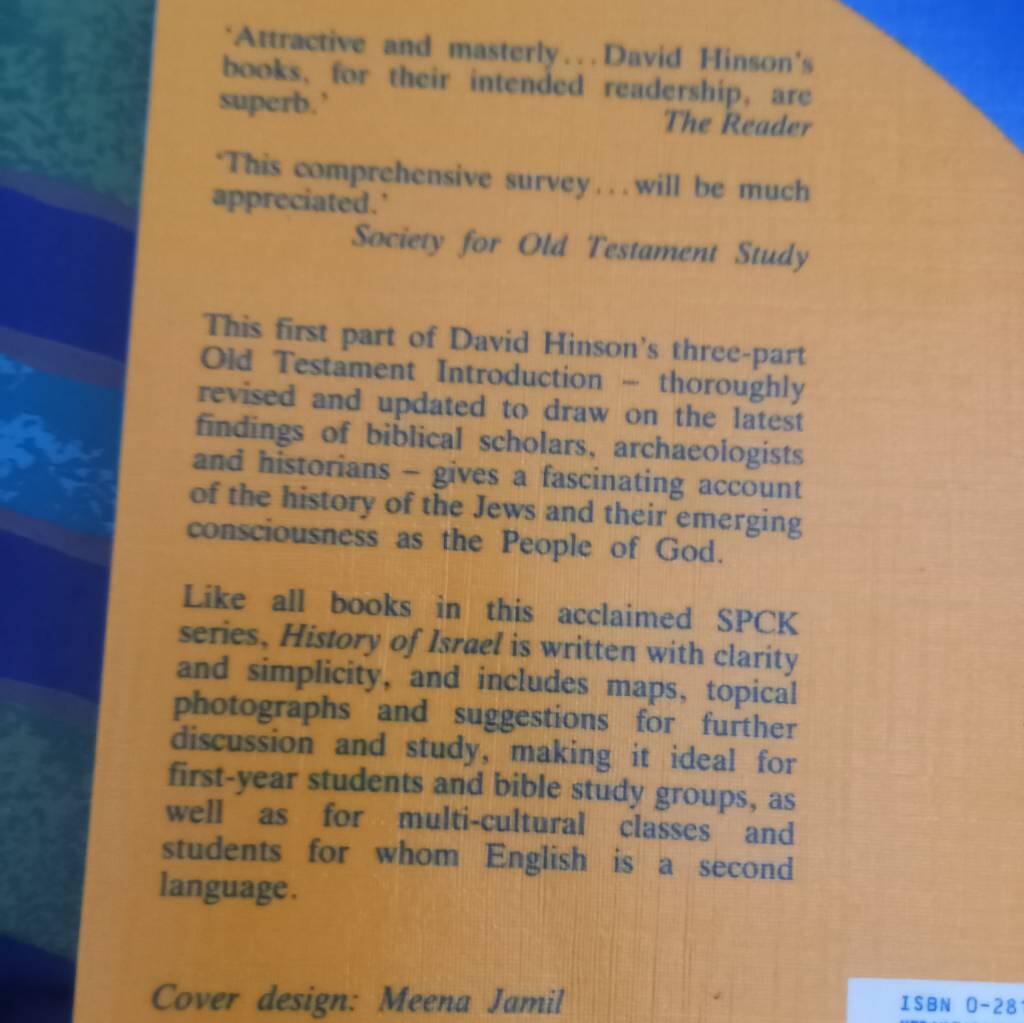 'Attractive and masterly...David Hinson's
books, for their intended readership, are
superb.'
The Reader
'This comprehensive survey...will be much
appreciated.'
Society for Old Testament Study
This first part of David Hinson's three-part
Old Testament Introduction – thoroughly
revised and updated to draw on the latest
findings of biblical scholars, archaeologists
and historians – gives a fascinating account
of the history of the Jews and their emerging
consciousness as the People of God.
Like all books in this acclaimed SPCK
series, History of Israel is written with clarity
and simplicity, and includes maps, topical
photographs and suggestions for further
discussion and study, making it ideal for
first-year students and bible study groups, as
well as for multi-cultural classes and
students for whom English is a second
language.
Cover design: Meena Jamil
ISBN 0-281